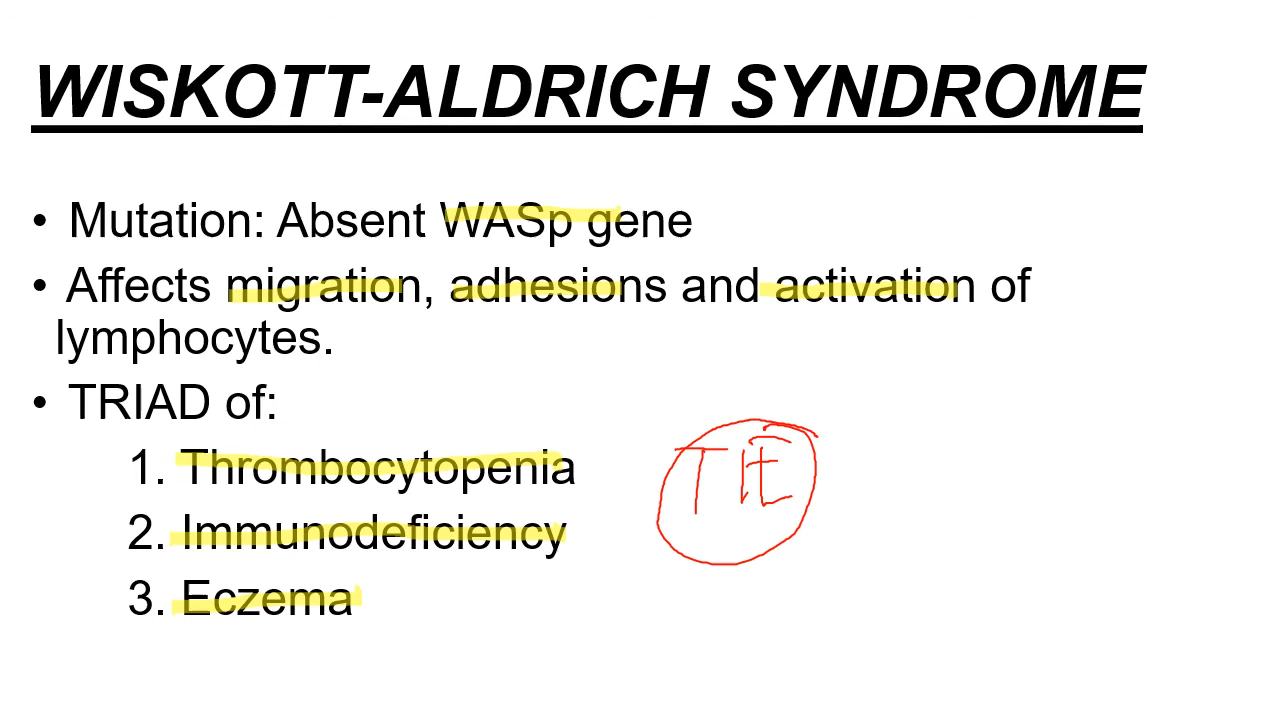 WISKOTT-ALDRICH SYNDROME
• Mutation: Absent WASp gene
• Affects migration, adhesions and activation of
lymphocytes.
• TRIAD of:
1. Thrombocytopenia
2. Immunodeficiency
3. Eczema
TIE